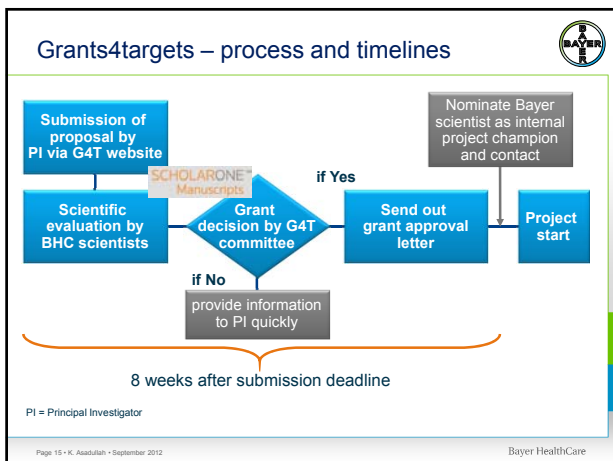 Grants4targets – process and timelines
BAYER
BAYER
Submission of
proposal by
PI via G4T website
Nominate Bayer
scientist as internal
project champion
and contact
SCHOLARONE™
Manuscripts
if Yes
Scientific
evaluation by
BHC scientists
Grant
decision by G4T
committee
Send out
grant approval
letter
Project
start
if No
provide information
to PI quickly
8 weeks after submission deadline
PI = Principal Investigator
Page 15 • K. Asadullah • September 2012
Bayer HealthCare